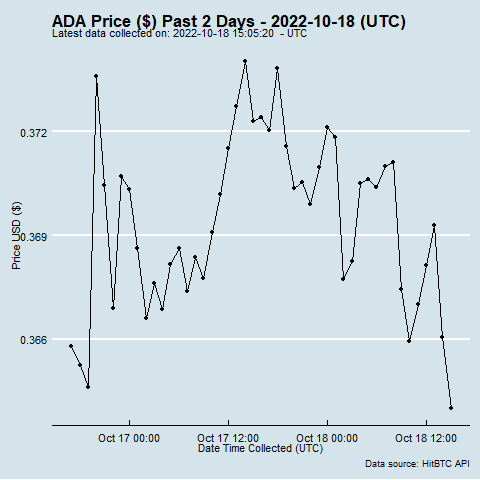 ADA Price ($) Past 2 Days - 2022-10-18 (UTC)
Latest data collected on: 2022-10-18 15:05:20 - UTC
0.372
0.369
0.366
Price USD ($)
Oct 17 00:00 Oct 17 12:00 Oct 18 00:00 Oct 18 12:00
Date Time Collected (UTC)
Data source: HitBTC API